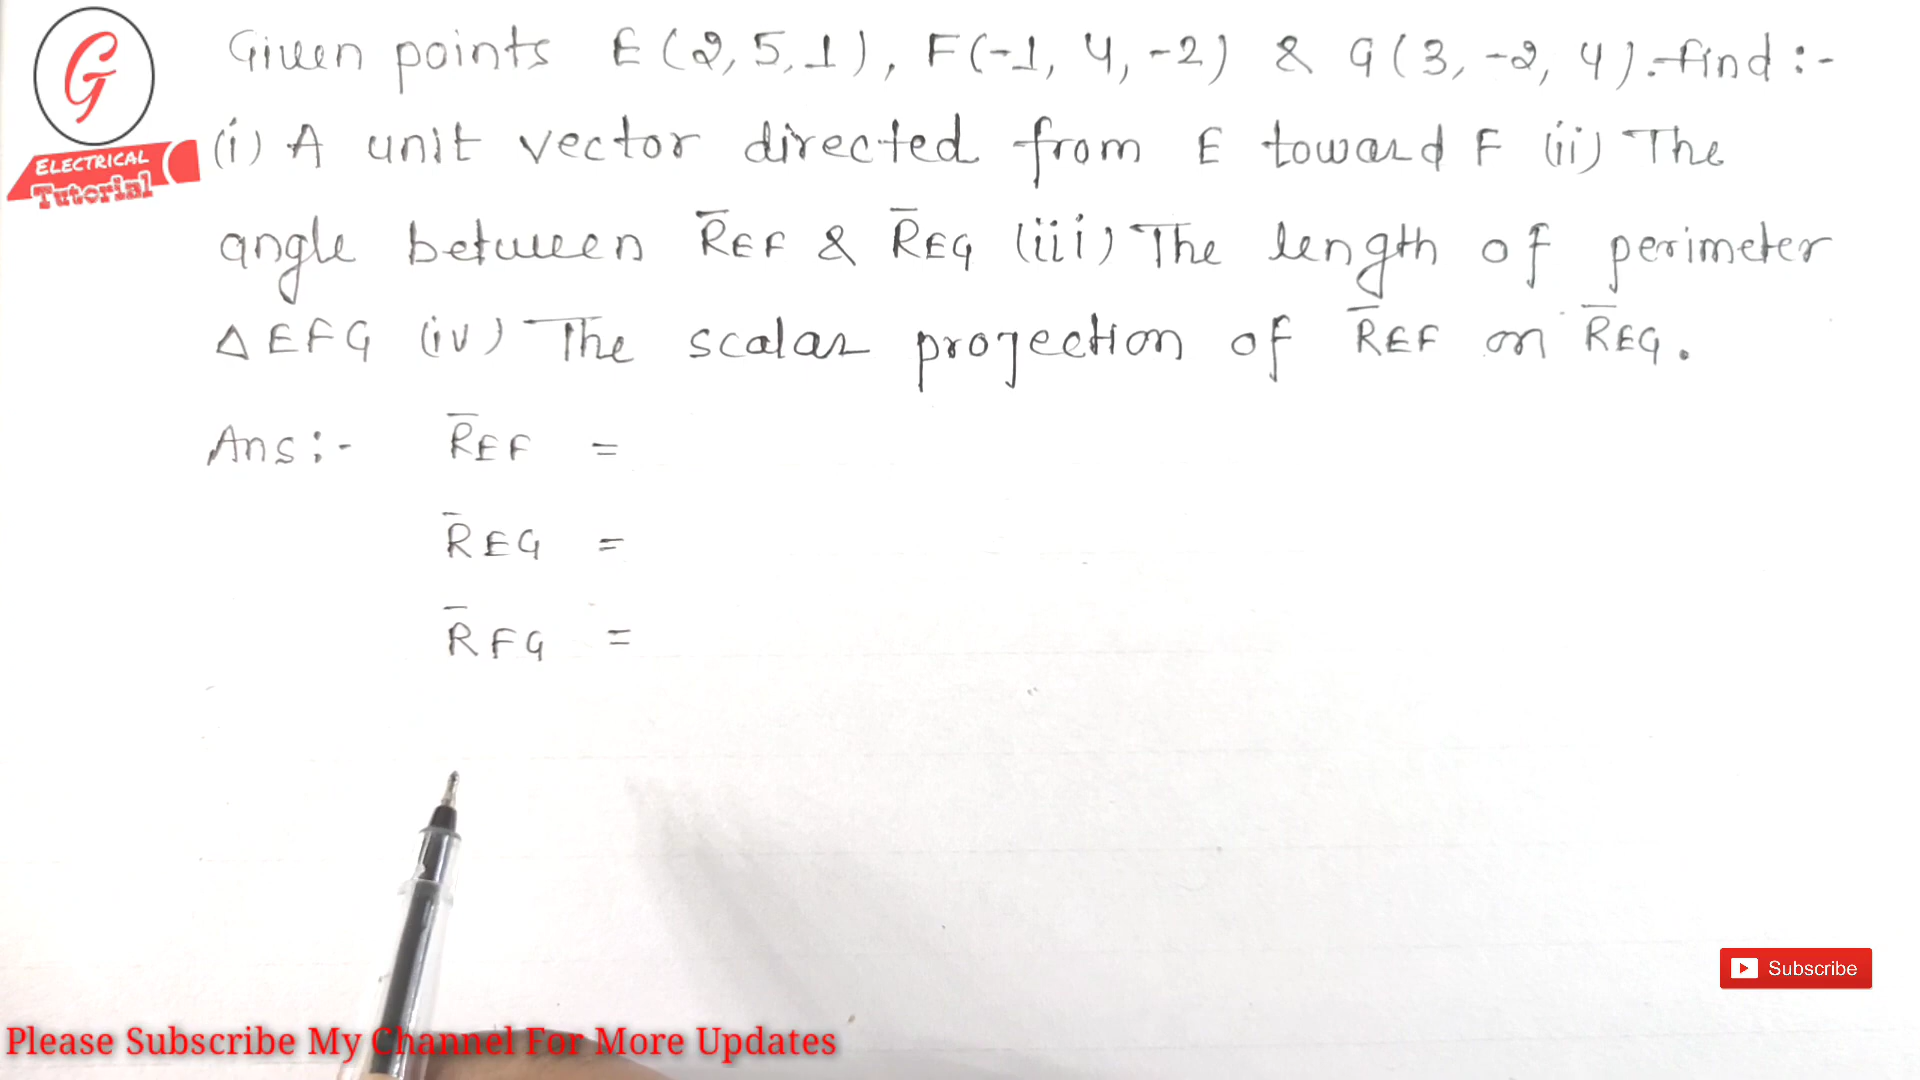 G
ELECTRICAL
Tutorial
Given points E(2,5,1), F(-1, 4, -2) & G(3, -2, 4). find :-
(i) A unit vector directed from E toward F (ii) The
angle between R̅EF & R̅EG (iii) The length of perimeter
△EFG (iv) The scalar projection of R̅EF on R̅EG.
Ans :- R̅EF =
R̅EG =
R̅FG =
Subscribe
Please Subscribe My Channel For More Updates